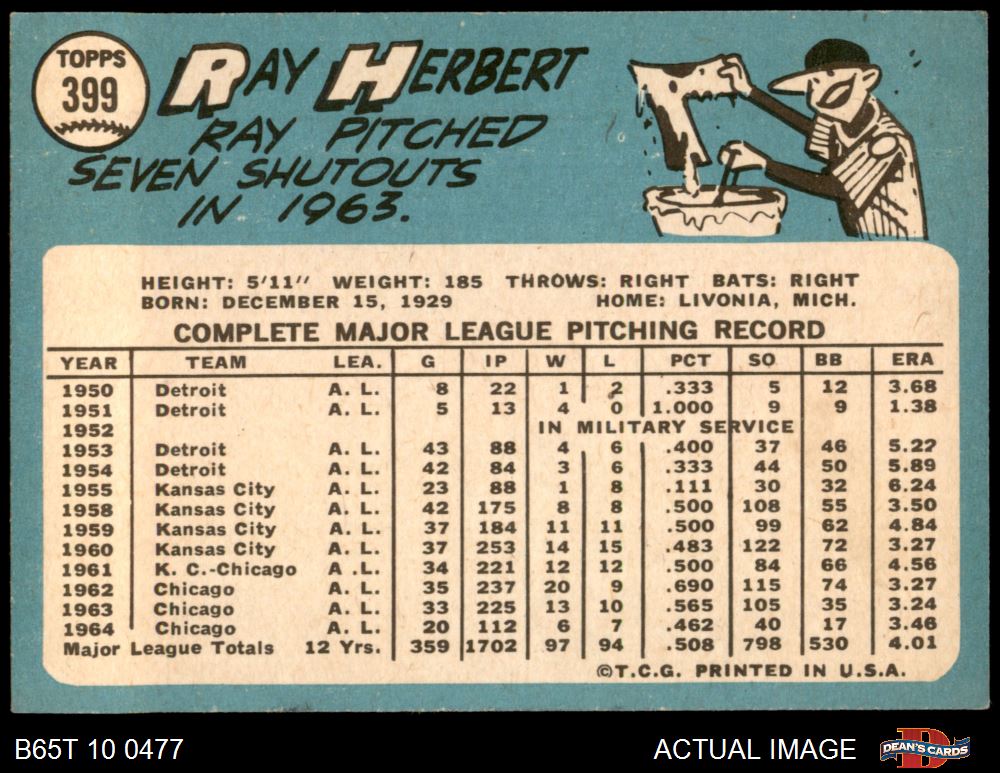 TOPPS
399
RAY HERBERT
RAY PITCHED
SEVEN SHUTOUTS
IN 1963.
HEIGHT: 5'11" WEIGHT: 185 THROWS: RIGHT BATS: RIGHT
BORN: DECEMBER 15, 1929 HOME: LIVONIA, MICH.
COMPLETE MAJOR LEAGUE PITCHING RECORD
YEAR TEAM LEA. G IP W L PCT SO BB ERA
1950 Detroit A. L. 8 22 1 2 .333 5 12 3.68
1951 Detroit A. L. 5 13 4 0 1.000 9 9 1.38
1952 IN MILITARY SERVICE
1953 Detroit A. L. 43 88 4 6 .400 37 46 5.22
1954 Detroit A. L. 42 84 3 6 .333 44 50 5.89
1955 Kansas City A. L. 23 88 1 8 .111 30 32 6.24
1958 Kansas City A. L. 42 175 8 8 .500 108 55 3.50
1959 Kansas City A. L. 37 184 11 11 .500 99 62 4.84
1960 Kansas City A. L. 37 253 14 15 .483 122 72 3.27
1961 K. C.-Chicago A .L. 34 221 12 12 .500 84 66 4.56
1962 Chicago A. L. 35 237 20 9 .690 115 74 3.27
1963 Chicago A. L. 33 225 13 10 .565 105 35 3.24
1964 Chicago A. L. 20 112 6 7 .462 40 17 3.46
Major League Totals 12 Yrs. 359 1702 97 94 .508 798 530 4.01
©T.C.G. PRINTED IN U.S.A.
B65T 10 0477 ACTUAL IMAGE DEAN'S CARDS